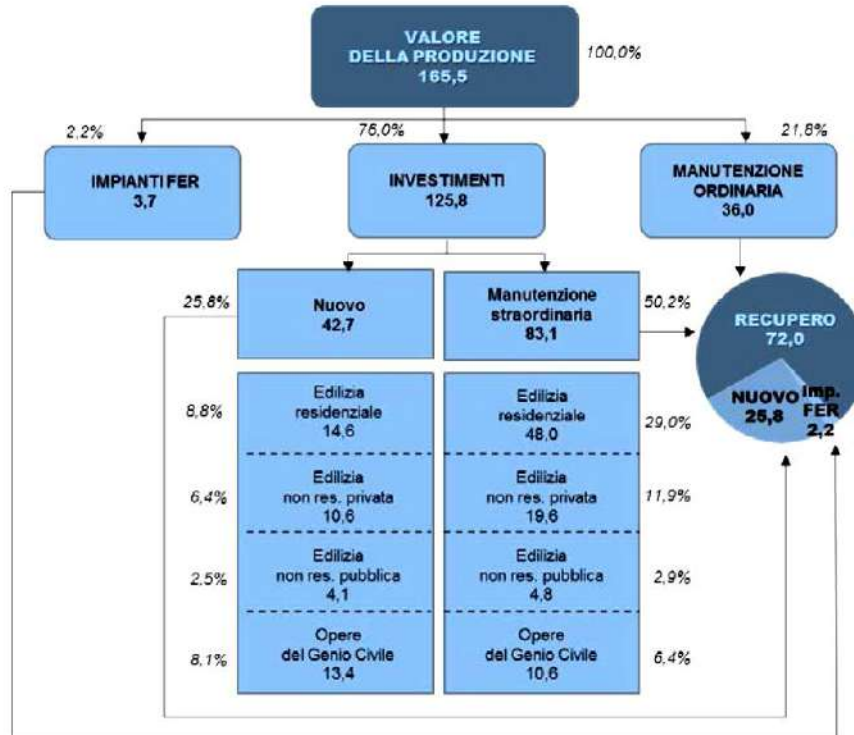 VALORE
DELLA PRODUZIONE
165,5
100,0%
2,2%
76,0%
21,8%
IMPIANTI FER
3,7
INVESTIMENTI
125,8
MANUTENZIONE
ORDINARIA
36,0
25,8%
Nuovo
42,7
Manutenzione
straordinaria
83,1
50,2%
RECUPERO
72,0
NUOVO
25,8
Imp.
FER
2,2
8,8%
Edilizia
residenziale
14,6
Edilizia
residenziale
48,0
29,0%
6,4%
Edilizia
non res. privata
10,6
Edilizia
non res. privata
19,6
11,9%
2,5%
Edilizia
non res. pubblica
4,1
Edilizia
non res. pubblica
4,8
2,9%
8,1%
Opere
del Genio Civile
13,4
Opere
del Genio Civile
10,6
6,4%